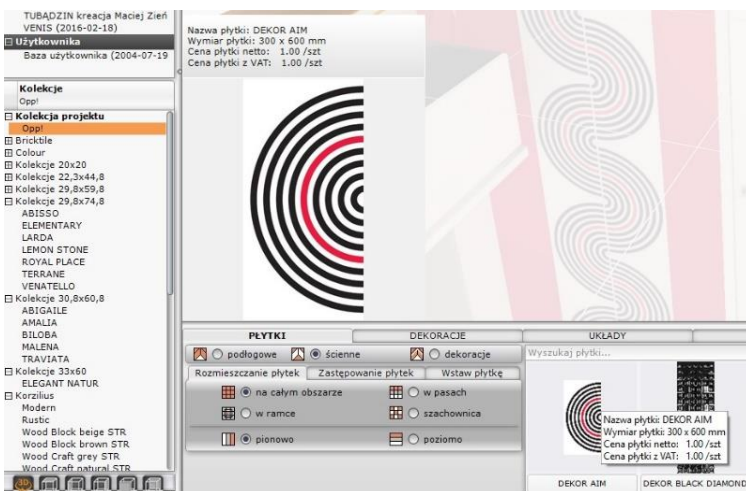 TUBĄDZIN kreacja Maciej Zień
VENIS (2016-02-18)
Użytkownika
Baza użytkownika (2004-07-19
Kolekcje
Opp!
Kolekcja projektu
Opp!
Bricktile
Colour
Kolekcje 20x20
Kolekcje 22,3x44,8
Kolekcje 29,8x59,8
Kolekcje 29,8x74,8
ABISSO
ELEMENTARY
LARDA
LEMON STONE
ROYAL PLACE
TERRANE
VENATELLO
Kolekcje 30,8x60,8
ABIGAILE
AMALIA
BILOBA
MALENA
TRAVIATA
Kolekcje 33x60
ELEGANT NATUR
Korzilius
Modern
Rustic
Wood Block beige STR
Wood Block brown STR
Wood Craft grey STR
Wood Craft natural STR
3D
Nazwa płytki: DEKOR AIM
Wymiar płytki: 300 x 600 mm
Cena płytki netto: 1.00 /szt
Cena płytki z VAT: 1.00 /szt
PŁYTKI
DEKORACJE
UKŁADY
podłogowe
ścienne
dekoracje
Rozmieszczanie płytek
Zastępowanie płytek
Wstaw płytkę
na całym obszarze
w pasach
w ramce
szachownica
pionowo
poziomo
Wyszukaj płytki...
Nazwa płytki: DEKOR AIM
Wymiar płytki: 300 x 600 mm
Cena płytki netto: 1.00 /szt
Cena płytki z VAT: 1.00 /szt
DEKOR AIM
DEKOR BLACK DIAMOND